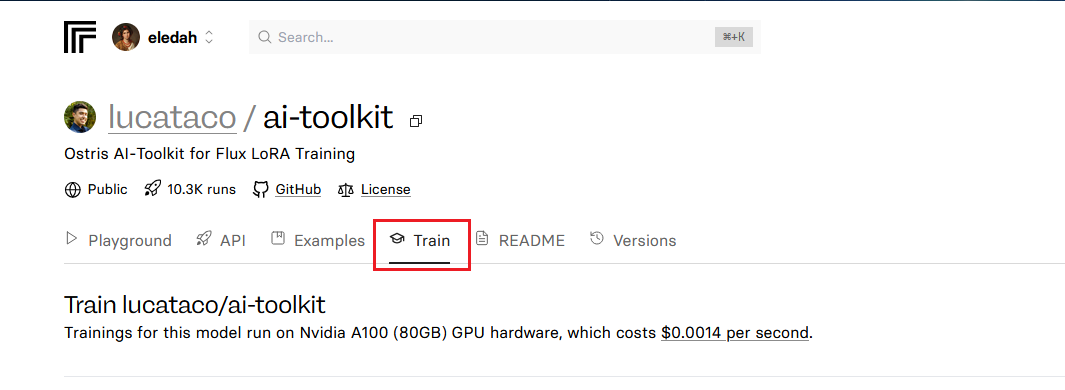 eledah
Search...
⌘+K
lucataco / ai-toolkit
Ostris AI-Toolkit for Flux LoRA Training
Public 10.3K runs GitHub License
Playground API Examples Train README Versions
Train lucataco/ai-toolkit
Trainings for this model run on Nvidia A100 (80GB) GPU hardware, which costs $0.0014 per second.